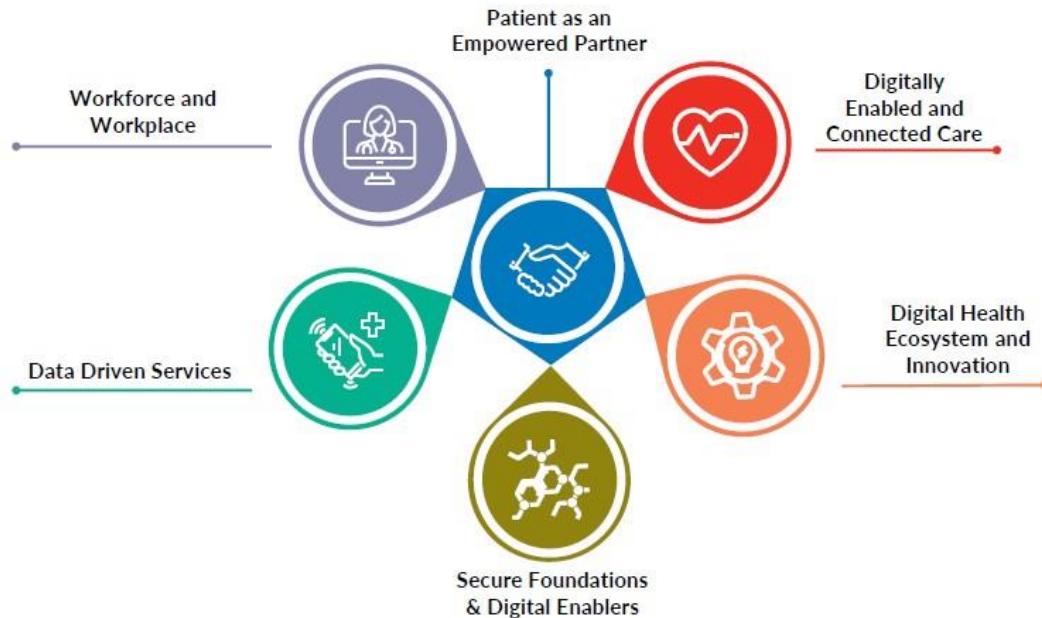 Patient as an
Empowered Partner
Workforce and
Workplace
Digitally
Enabled and
Connected Care
Data Driven Services
Digital Health
Ecosystem and
Innovation
Secure Foundations
& Digital Enablers